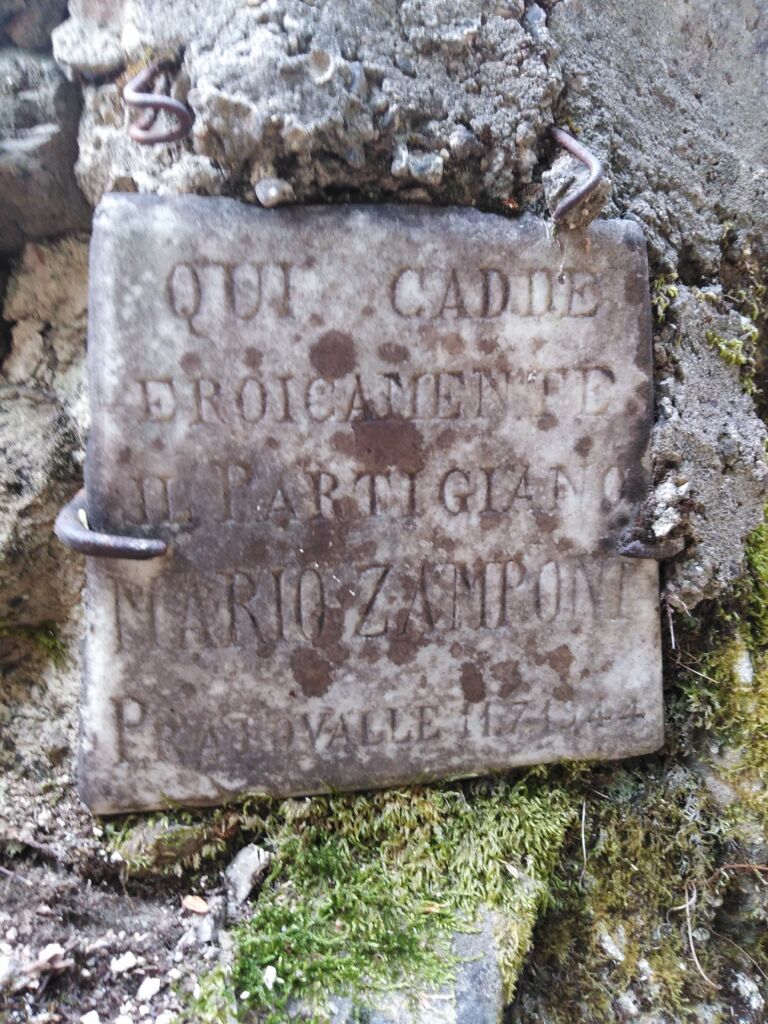 QUI CADDE
EROICAMENTE
IL PARTIGIANO
MARIO ZAMPONI
PRATOVALLE